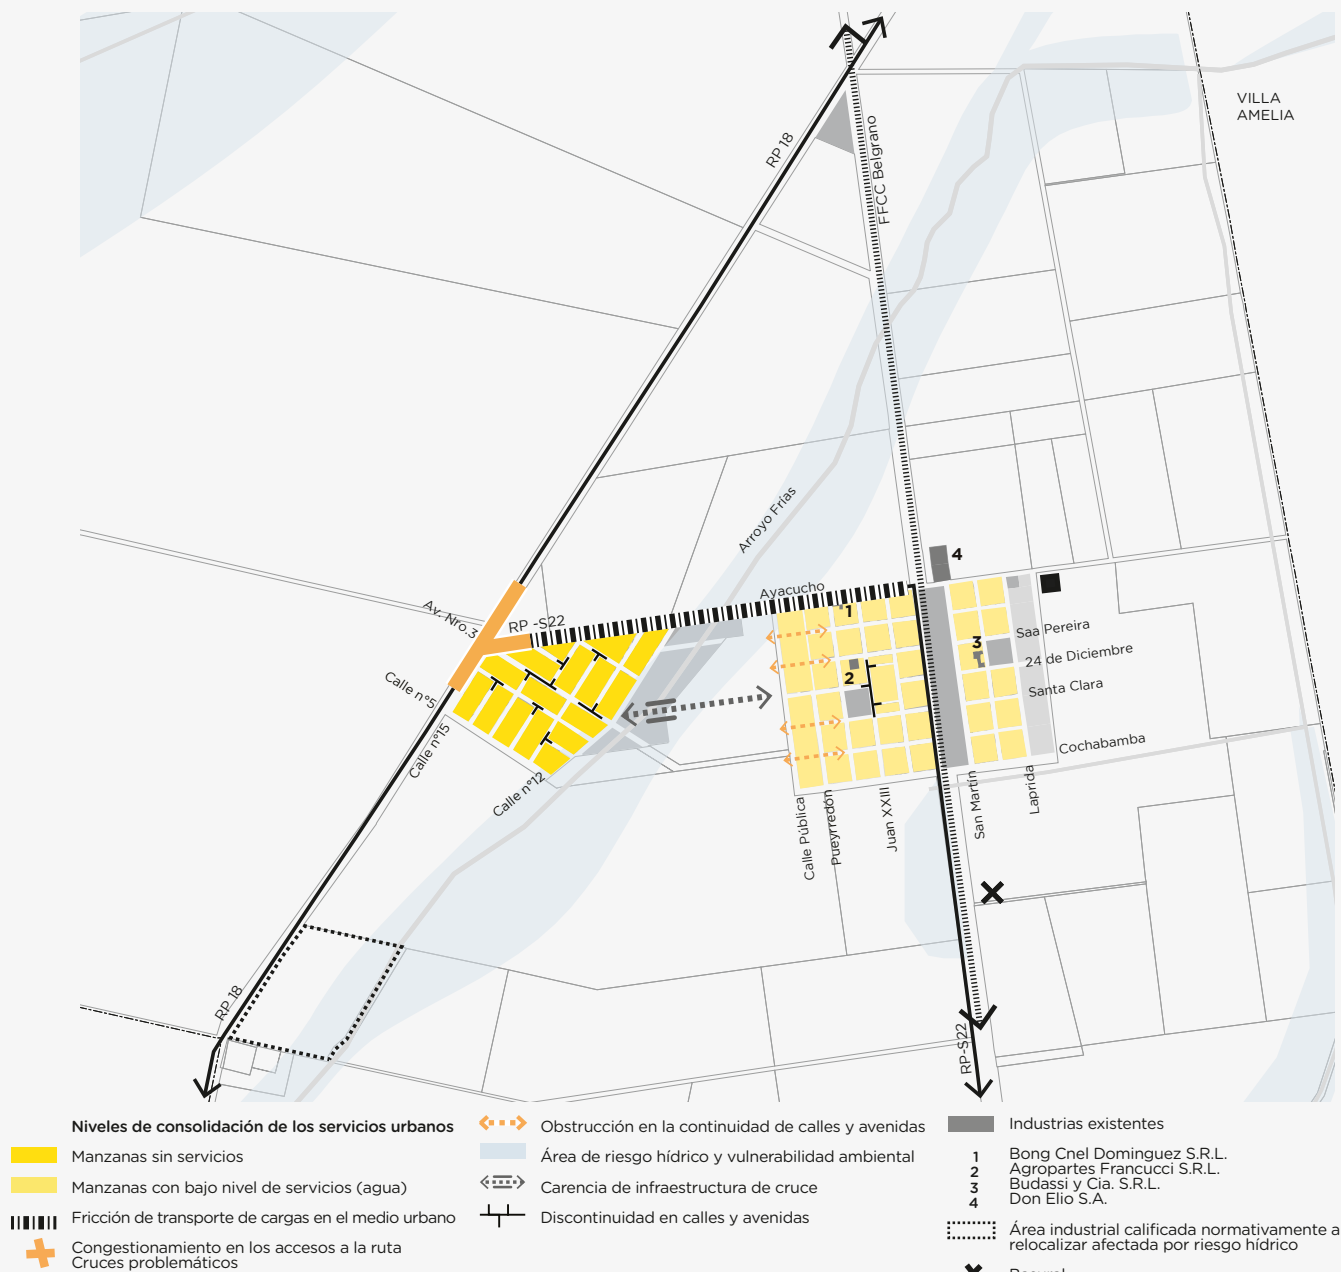 VILLA
AMELIA
RP 18
FFCC Belgrano
Arroyo Frías
Ayacucho
4
Av. Nro.3
RP -S22
1
Saa Pereira
3
24 de Diciembre
2
Santa Clara
Calle n°5
Calle n°15
Cochabamba
Calle n°12
Calle Pública
Pueyrredón
Juan XXIII
San Martín
Laprida
RP 18
RP-S22
Niveles de consolidación de los servicios urbanos
Manzanas sin servicios
Manzanas con bajo nivel de servicios (agua)
Fricción de transporte de cargas en el medio urbano
Congestionamiento en los accesos a la ruta
Cruces problemáticos
Obstrucción en la continuidad de calles y avenidas
Área de riesgo hídrico y vulnerabilidad ambiental
Carencia de infraestructura de cruce
Discontinuidad en calles y avenidas
Industrias existentes
1 Bong Cnel Dominguez S.R.L.
2 Agropartes Francucci S.R.L.
3 Budassi y Cia. S.R.L.
4 Don Elio S.A.
Área industrial calificada normativamente a
relocalizar afectada por riesgo hídrico